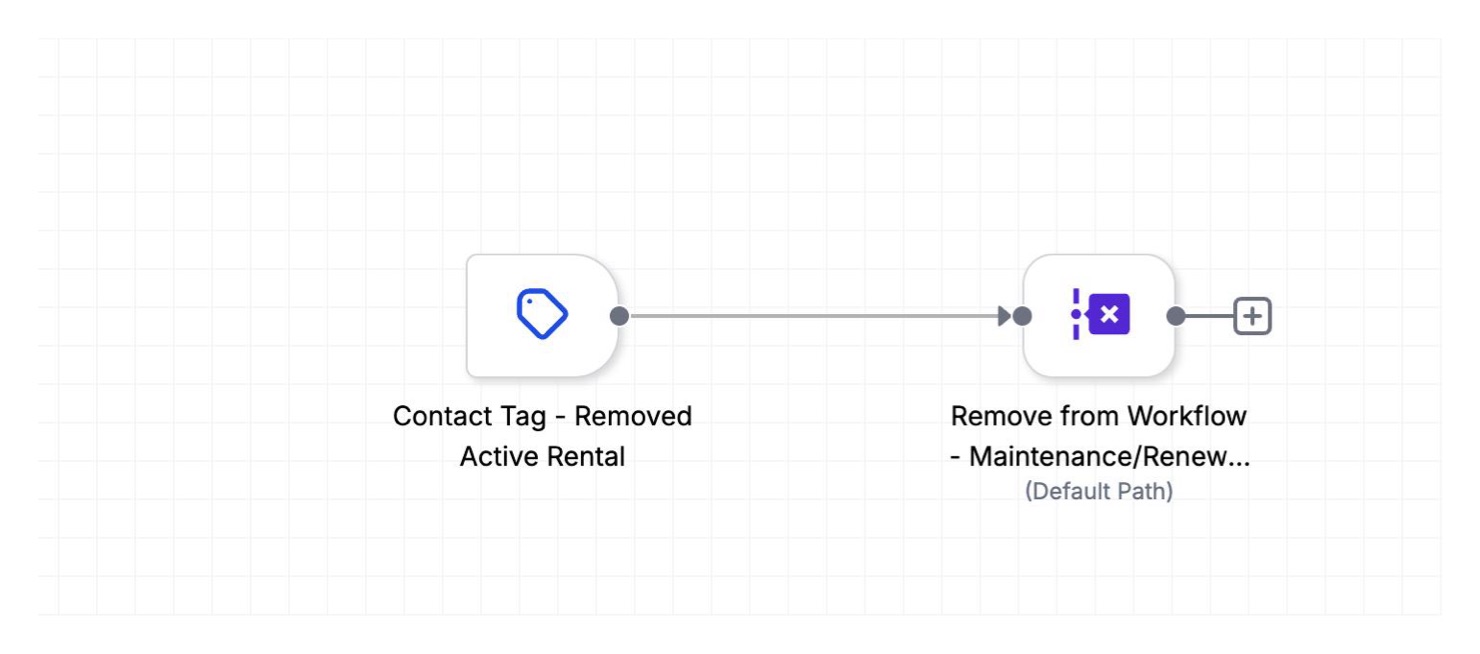 Contact Tag - Removed
Active Rental
Remove from Workflow
- Maintenance/Renew...
(Default Path)